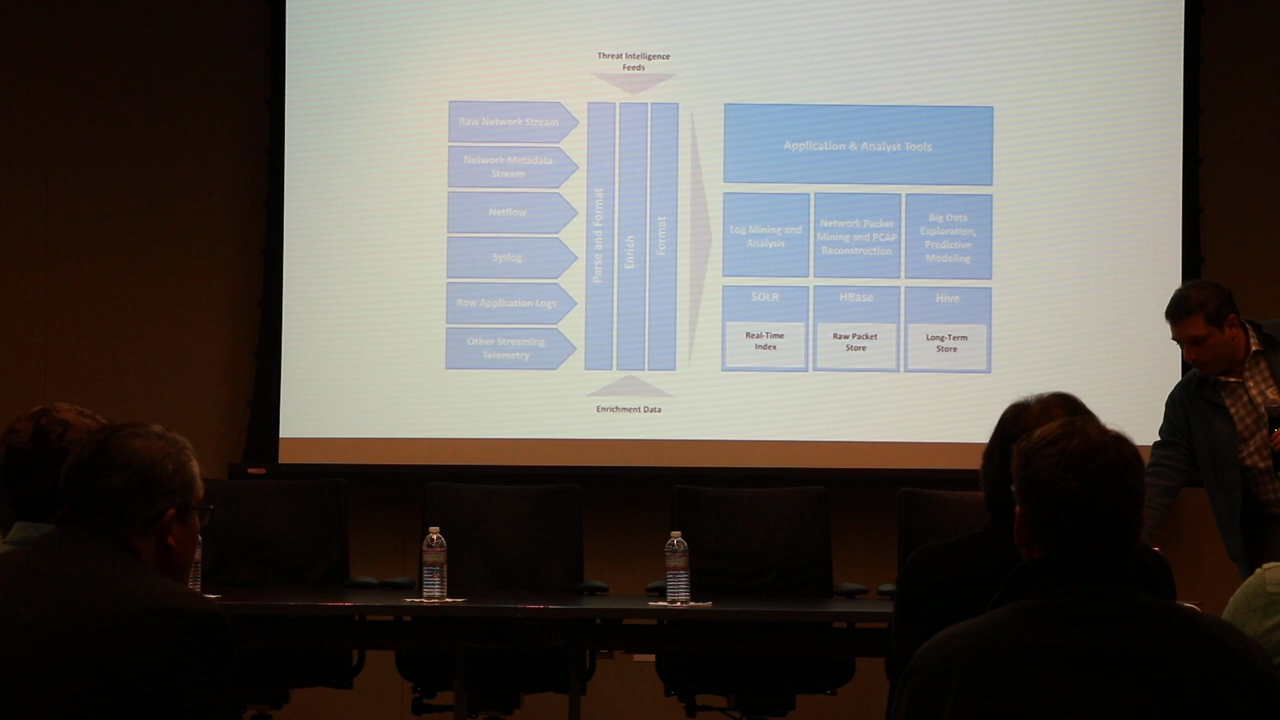 Threat Intelligence
Feeds
Raw Network Stream
Network Metadata
Stream
Netflow
Syslog
Raw Application Logs
Other Streaming
Telemetry
Parse and Format
Enrich
Format
Enrichment Data
Application & Analyst Tools
Log Mining and
Analysis
Network Packet
Mining and PCAP
Reconstruction
Big Data
Exploration,
Predictive
Modeling
SOLR
Real-Time
Index
HBase
Raw Packet
Store
Hive
Long-Term
Store